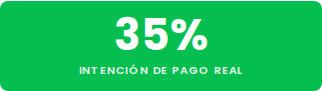 35%
INTENCIÓN DE PAGO REAL